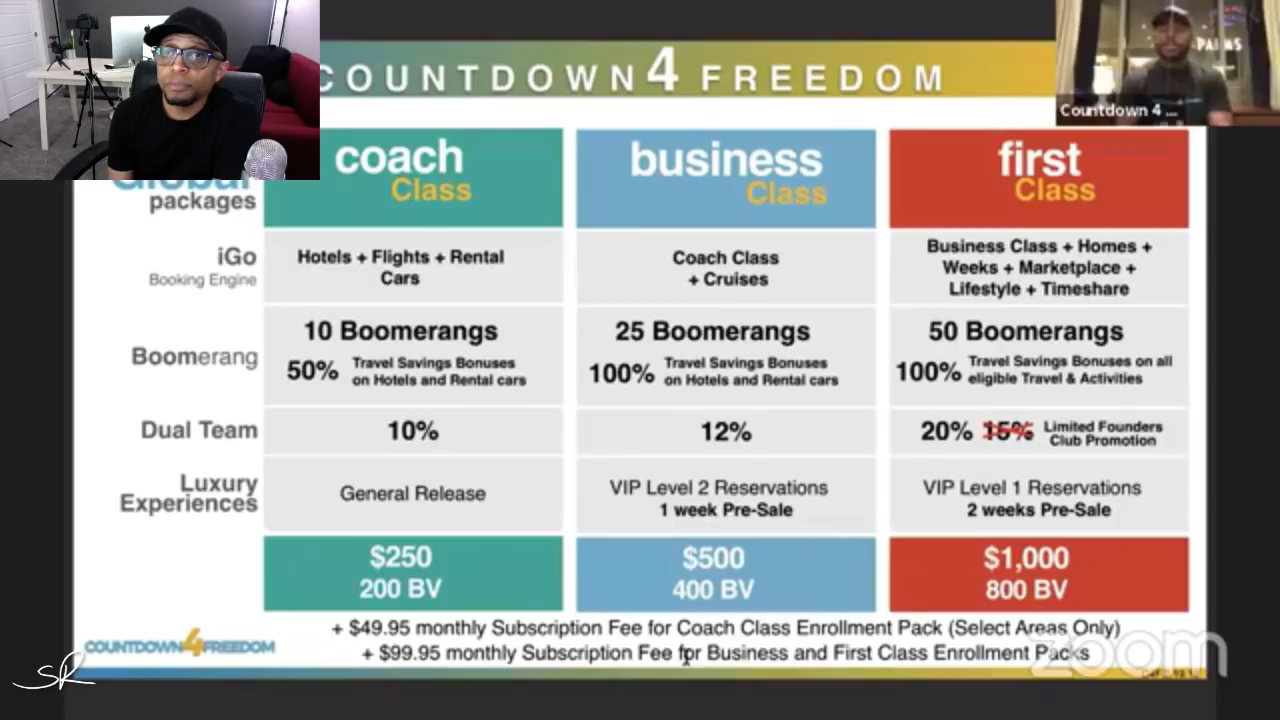 COUNTDOWN 4 FREEDOM
PALMS
Countdown 4 ...
Global
packages
coach
Class
business
Class
first
Class
iGo
Booking Engine
Hotels + Flights + Rental
Cars
Coach Class
+ Cruises
Business Class + Homes +
Weeks + Marketplace +
Lifestyle + Timeshare
Boomerang
10 Boomerangs
50% Travel Savings Bonuses
on Hotels and Rental cars
25 Boomerangs
100% Travel Savings Bonuses
on Hotels and Rental cars
50 Boomerangs
100% Travel Savings Bonuses on all
eligible Travel & Activities
Dual Team
10%
12%
20% 15% Limited Founders
Club Promotion
Luxury
Experiences
General Release
VIP Level 2 Reservations
1 week Pre-Sale
VIP Level 1 Reservations
2 weeks Pre-Sale
$250
200 BV
$500
400 BV
$1,000
800 BV
+ $49.95 monthly Subscription Fee for Coach Class Enrollment Pack (Select Areas Only)
+ $99.95 monthly Subscription Fee for Business and First Class Enrollment Packs
COUNTDOWN4FREEDOM
zoom
SR